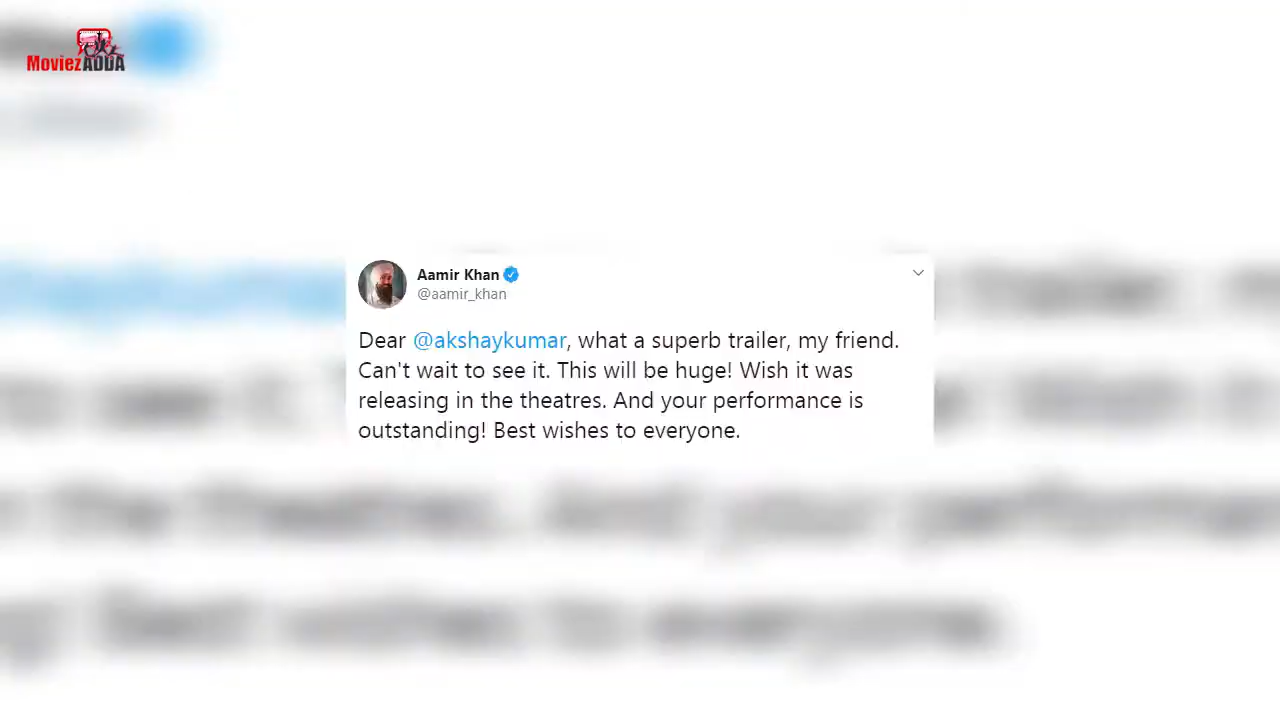 MoviezADDA
Aamir Khan
@aamir_khan
Dear @akshaykumar, what a superb trailer, my friend.
Can't wait to see it. This will be huge! Wish it was
releasing in the theatres. And your performance is
outstanding! Best wishes to everyone.